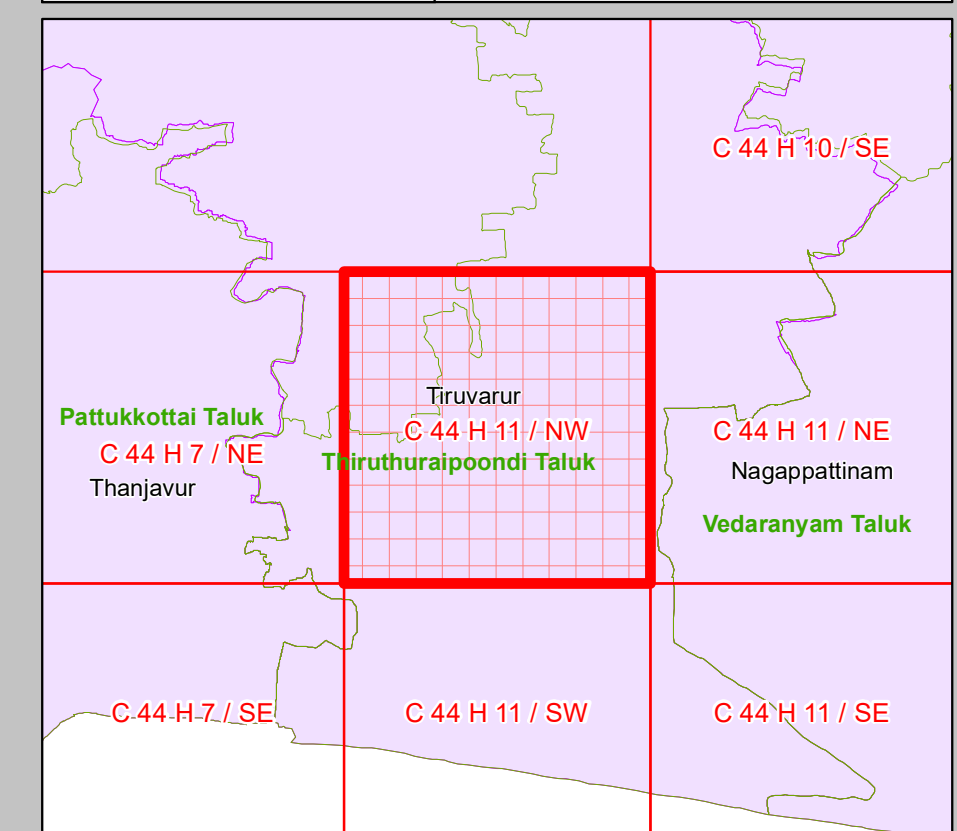 C 44 H 10 / SE
Tiruvarur
Pattukkottai Taluk
C 44 H 11 / NW
C 44 H 11 / NE
C 44 H 7 / NE
Thiruthuraipoondi Taluk
Nagappattinam
Thanjavur
Vedaranyam Taluk
C 44 H 7 / SE
C 44 H 11 / SW
C 44 H 11 / SE